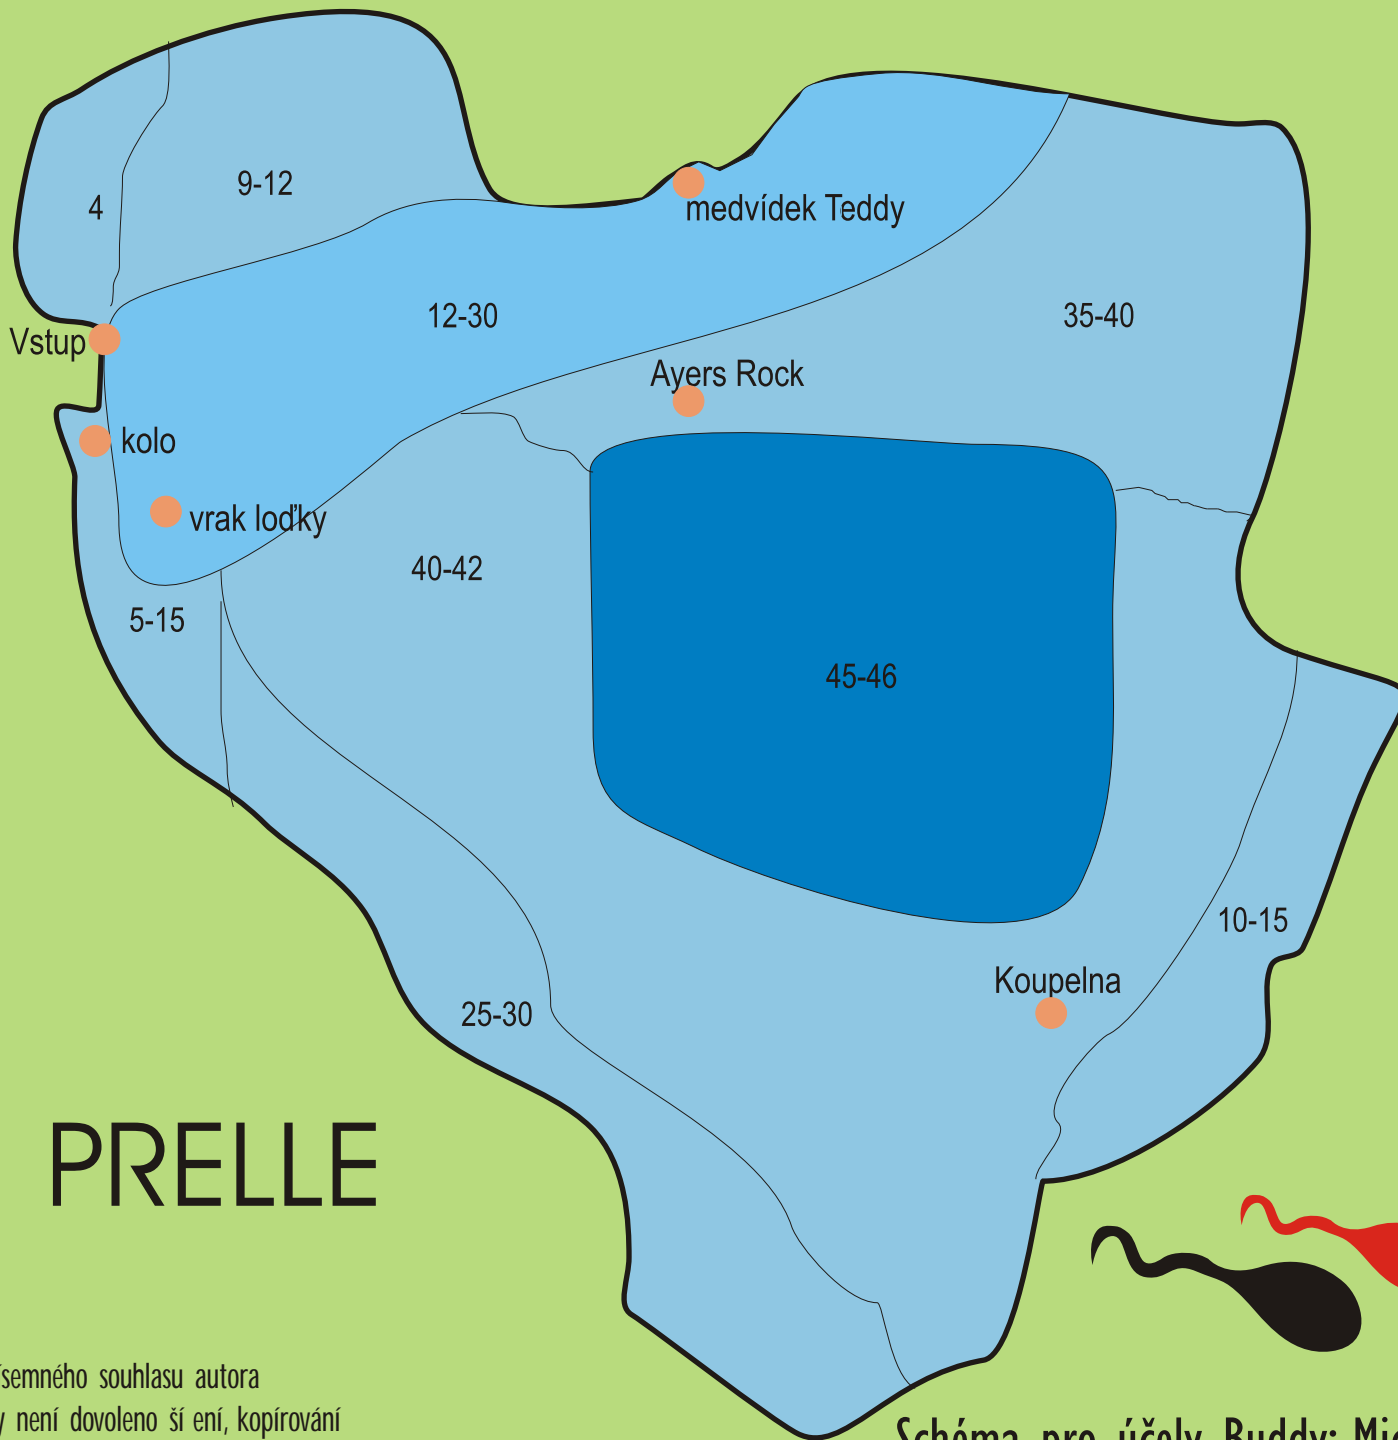 9-12
4
medvídek Teddy
12-30
35-40
Vstup
Ayers Rock
kolo
vrak loďky
40-42
5-15
45-46
10-15
Koupelna
25-30
PRELLE
ísemného souhlasu autora
není dovoleno ší ení, kopírování
Schéma pro účely Buddy: